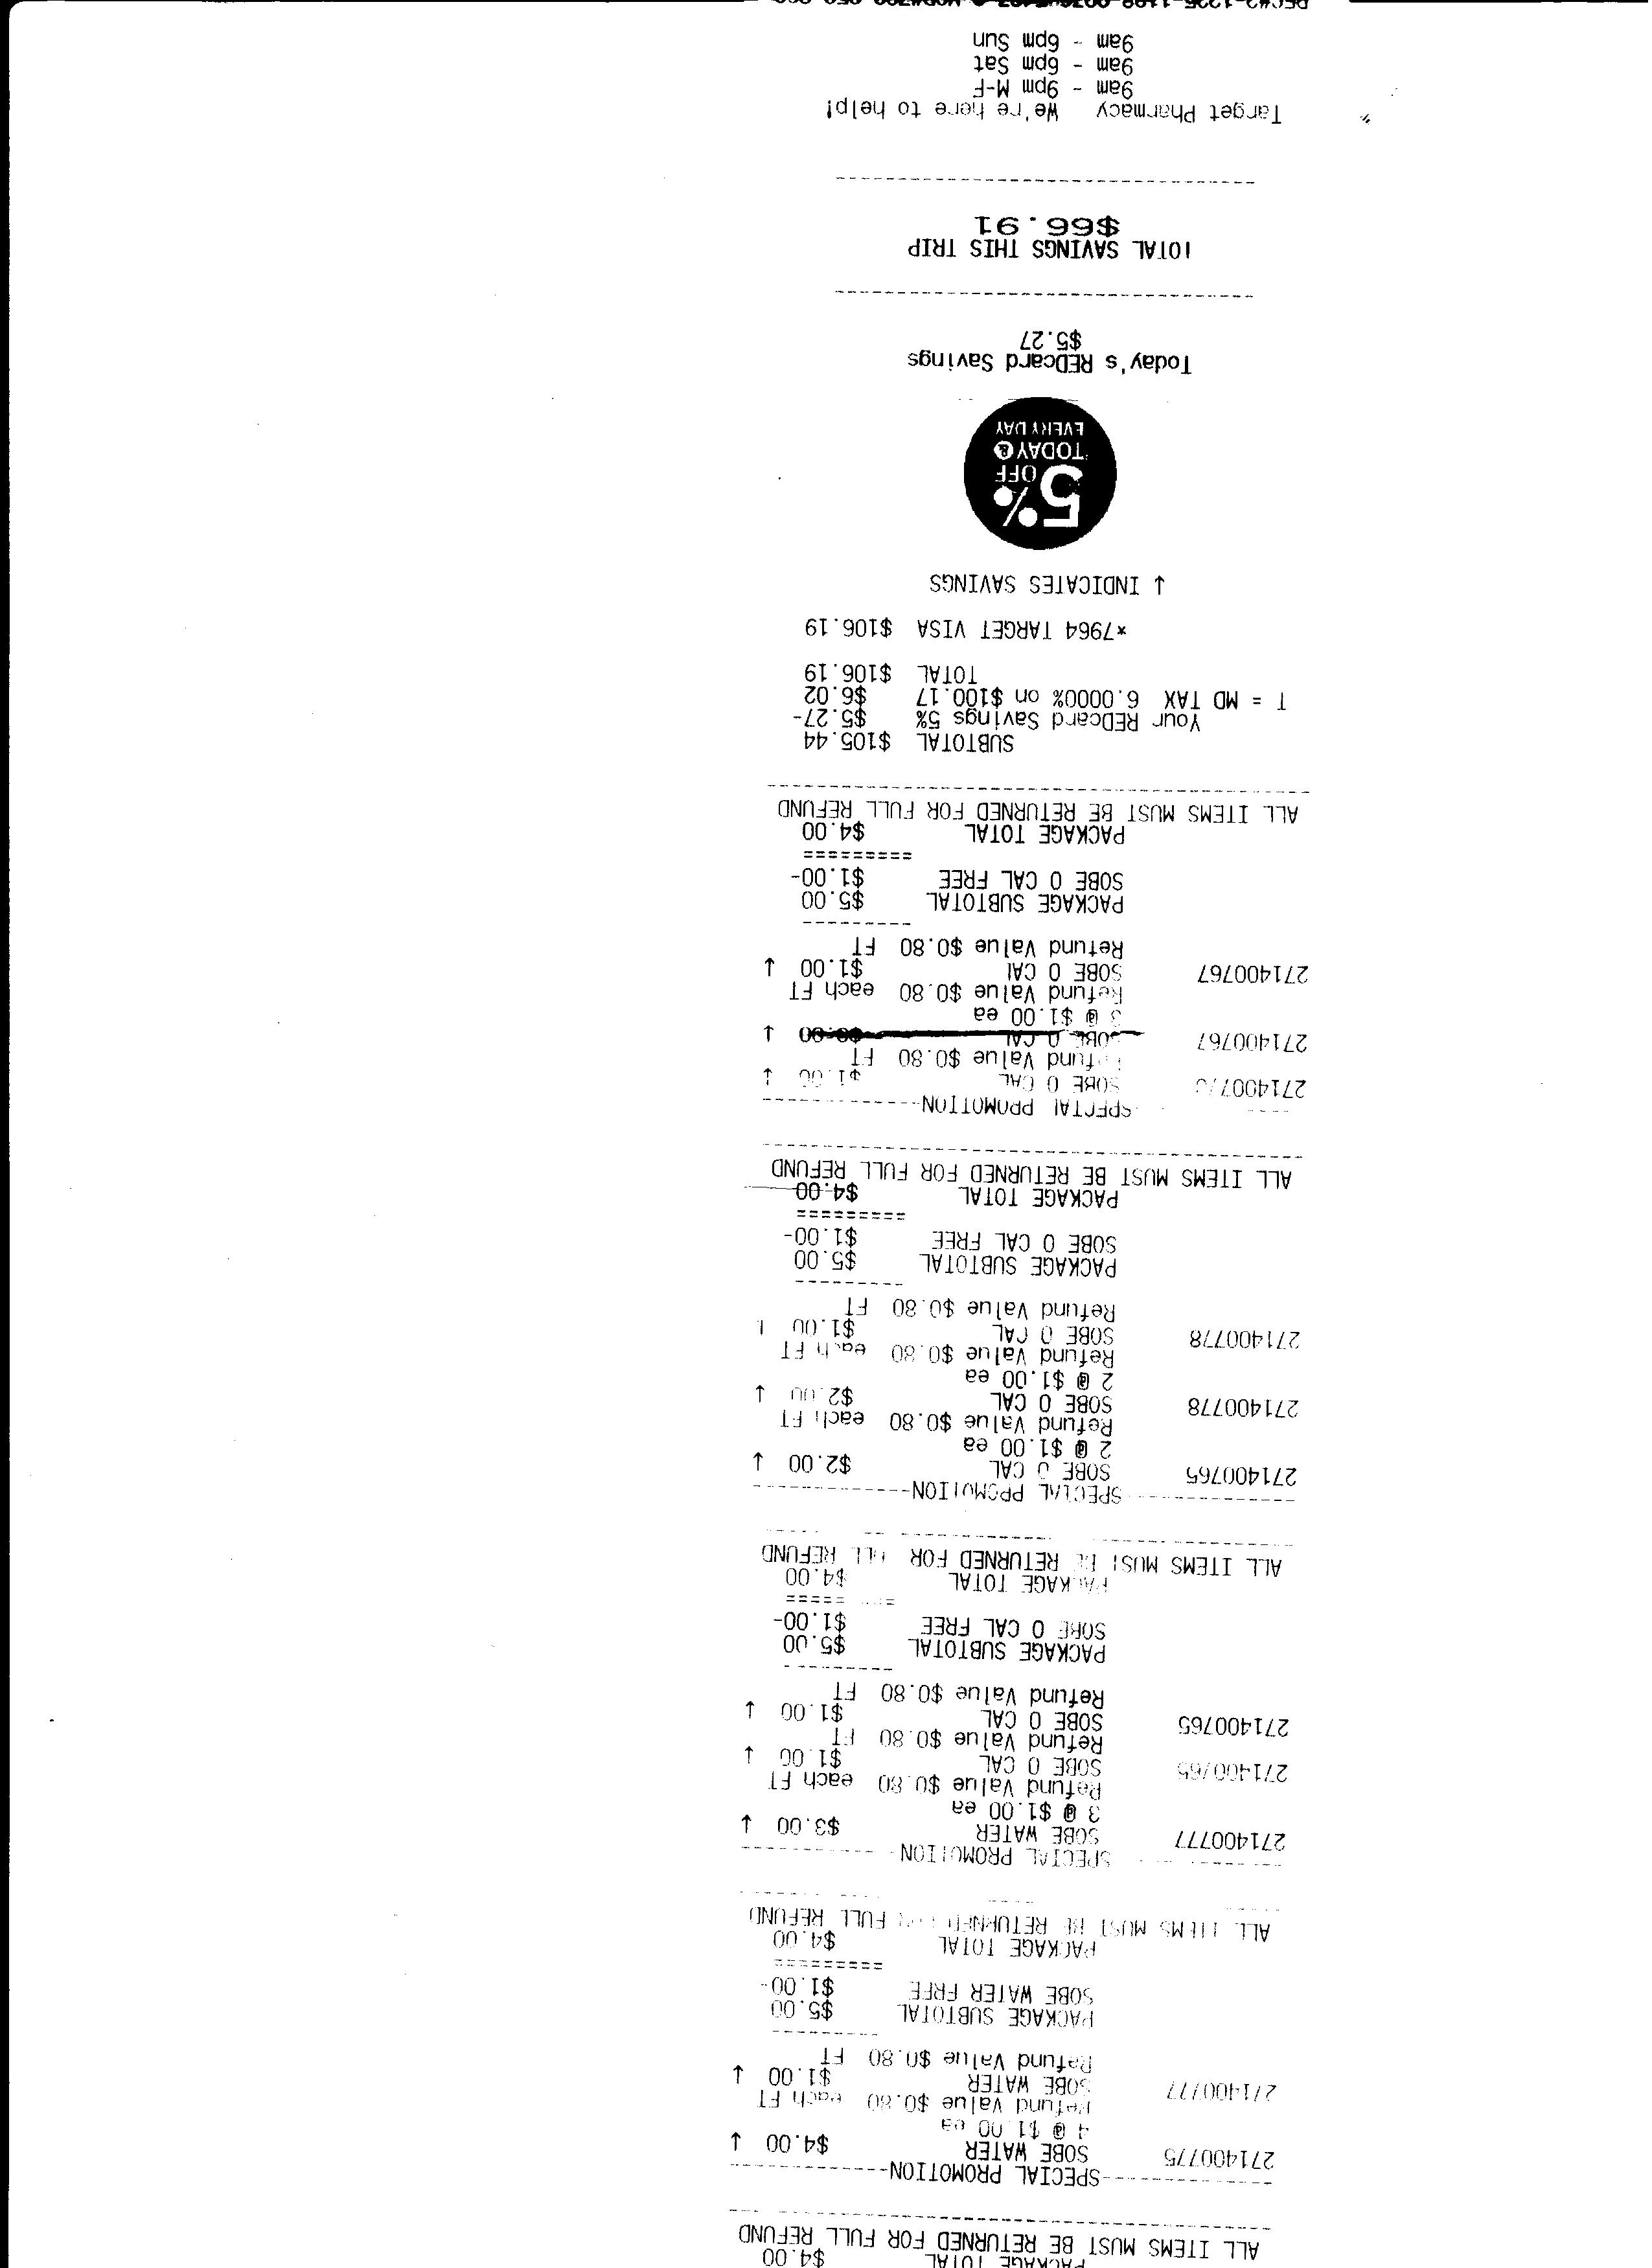 PACKAGE TOTAL $4.00
ALL ITEMS MUST BE RETURNED FOR FULL REFUND
SPECIAL PROMOTION
271400775 SOBE WATER $4.00 ↓
4 @ $1.00 ea
Refund Value $0.80 each FT
271400777 SOBE WATER $1.00 ↓
Refund Value $0.80 FT
PACKAGE SUBTOTAL $5.00
SOBE WATER FREE $1.00-
=========
PACKAGE TOTAL $4.00
ALL ITEMS MUST BE RETURNED FULL REFUND
SPECIAL PROMOTION
271400777 SOBE WATER $3.00 ↓
3 @ $1.00 ea
Refund Value $0.80 each FT
271400765 SOBE 0 CAL $1.00 ↓
Refund Value $0.80 FT
271400765 SOBE 0 CAL $1.00 ↓
Refund Value $0.80 FT
PACKAGE SUBTOTAL $5.00
SOBE 0 CAL FREE $1.00-
PACKAGE TOTAL $4.00
ALL ITEMS MUST BE RETURNED FOR FULL REFUND
SPECIAL PROMOTION
271400765 SOBE 0 CAL $2.00 ↓
2 @ $1.00 ea
Refund Value $0.80 each FT
271400778 SOBE 0 CAL $2.00 ↓
2 @ $1.00 ea
Refund Value $0.80 each FT
271400778 SOBE 0 CAL $1.00
Refund Value $0.80 FT
PACKAGE SUBTOTAL $5.00
SOBE 0 CAL FREE $1.00-
=========
PACKAGE TOTAL $4.00
ALL ITEMS MUST BE RETURNED FOR FULL REFUND
SPECIAL PROMOTION
SOBE 0 CAL $1.00 ↓
Refund Value $0.80 FT
271400767 SOBE 0 CAL ↓
3 @ $1.00 ea
Refund Value $0.80 each FT
271400767 SOBE 0 CAL $1.00 ↓
Refund Value $0.80 FT
PACKAGE SUBTOTAL $5.00
SOBE 0 CAL FREE $1.00-
=========
PACKAGE TOTAL $4.00
ALL ITEMS MUST BE RETURNED FOR FULL REFUND
SUBTOTAL $105.44
Your REDcard Savings 5% $5.27-
T = MD TAX 6.0000% on $100.17 $6.02
TOTAL $106.19
*7964 TARGET VISA $106.19
↓ INDICATES SAVINGS
5% OFF
TODAY &
EVERY DAY
Today's REDcard Savings
$5.27
TOTAL SAVINGS THIS TRIP
$66.91
Target Pharmacy We're here to help!
9am - 9pm M-F
9am - 6pm Sat
9am - 6pm Sun